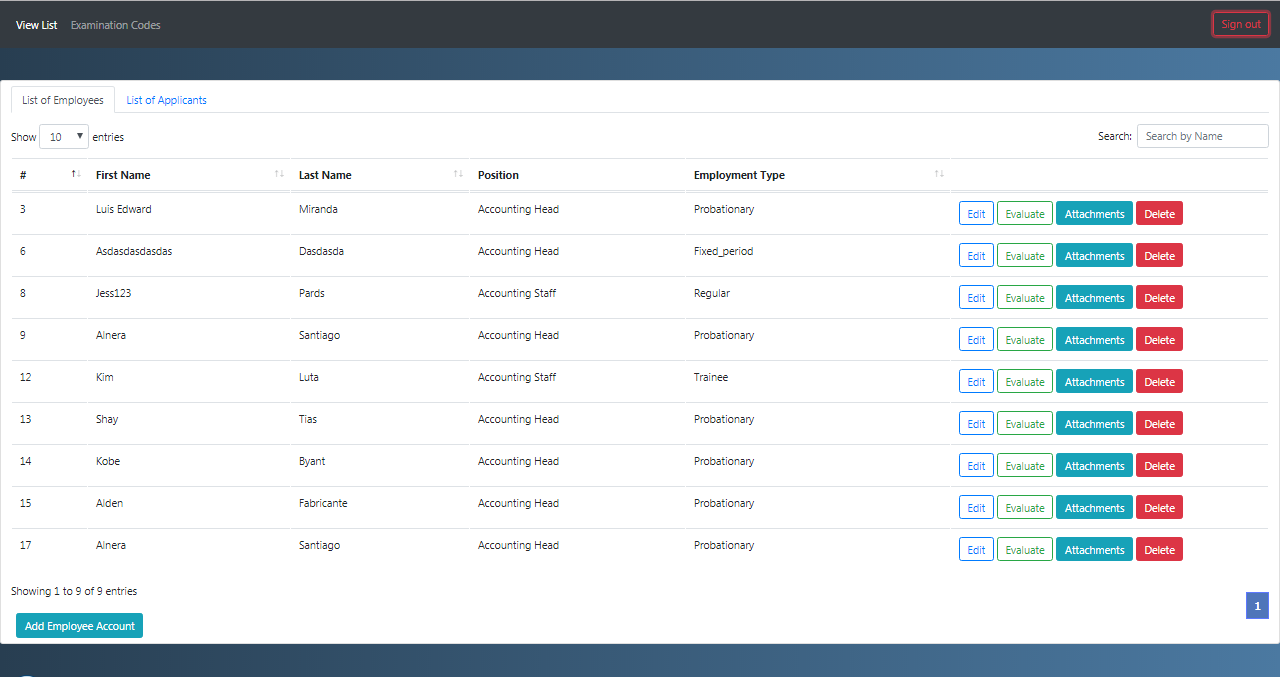 View List Examination Codes Sign out
List of Employees List of Applicants
Show 10 entries Search: Search by Name
# First Name Last Name Position Employment Type
3 Luis Edward Miranda Accounting Head Probationary Edit Evaluate Attachments Delete
6 Asdasdasdasdas Dasdasda Accounting Head Fixed_period Edit Evaluate Attachments Delete
8 Jess123 Pards Accounting Staff Regular Edit Evaluate Attachments Delete
9 Alnera Santiago Accounting Head Probationary Edit Evaluate Attachments Delete
12 Kim Luta Accounting Staff Trainee Edit Evaluate Attachments Delete
13 Shay Tias Accounting Head Probationary Edit Evaluate Attachments Delete
14 Kobe Byant Accounting Head Probationary Edit Evaluate Attachments Delete
15 Alden Fabricante Accounting Head Probationary Edit Evaluate Attachments Delete
17 Alnera Santiago Accounting Head Probationary Edit Evaluate Attachments Delete
Showing 1 to 9 of 9 entries
1
Add Employee Account